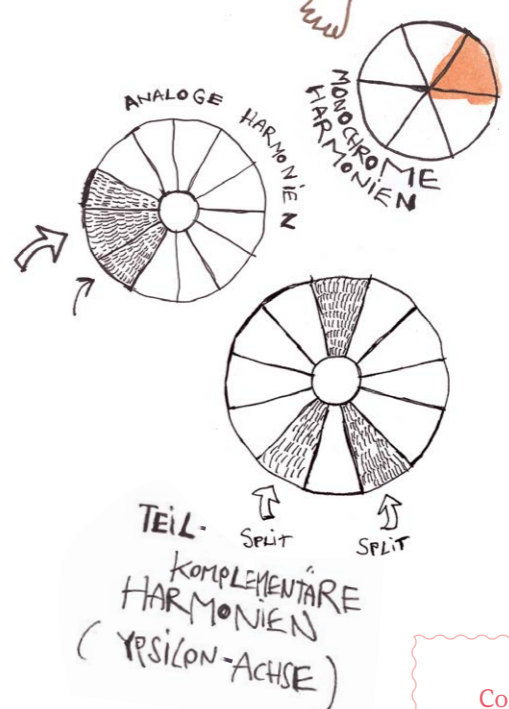 ANALOGE HARMONIEN
MONOCHROME
HARMONIEN
TEIL-
SPLIT
SPLIT
KOMPLEMENTÄRE
HARMONIEN
(YPSILON-ACHSE)
Co